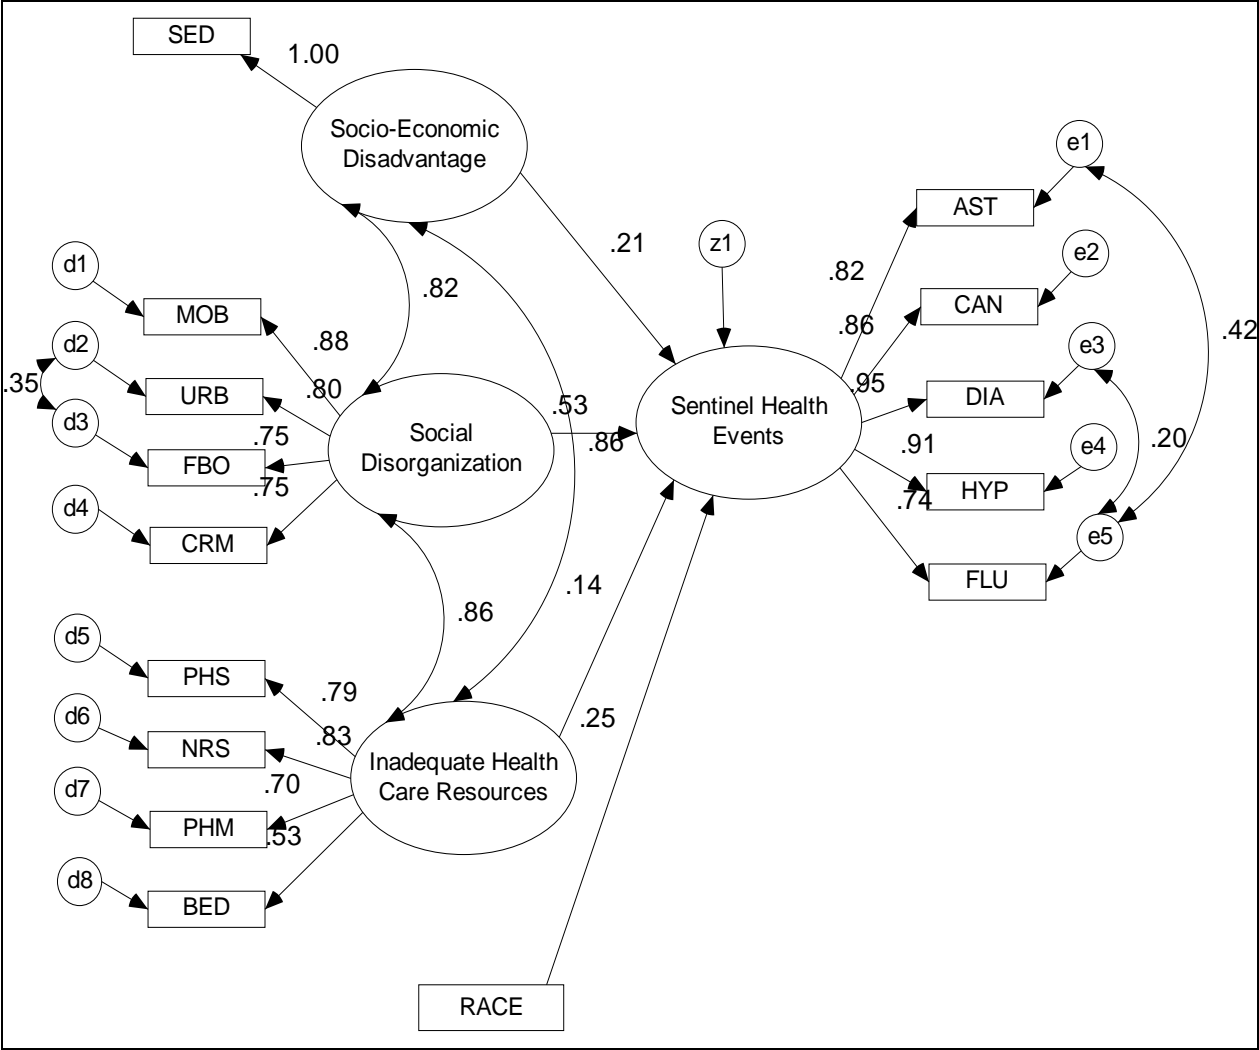 SED
1.00
Socio-Economic
Disadvantage
e1
AST
.21
z1
e2
d1
.82
.82
CAN
MOB
.88
.86
.42
d2
e3
.35
.80
URB
.95
DIA
.53
Sentinel Health
Events
d3
.75
Social
Disorganization
.86
.91
.20
e4
FBO
.75
.74
HYP
d4
CRM
e5
FLU
.14
.86
d5
PHS
.79
d6
.25
NRS
.83
Inadequate Health
Care Resources
.70
d7
PHM
.53
d8
BED
RACE